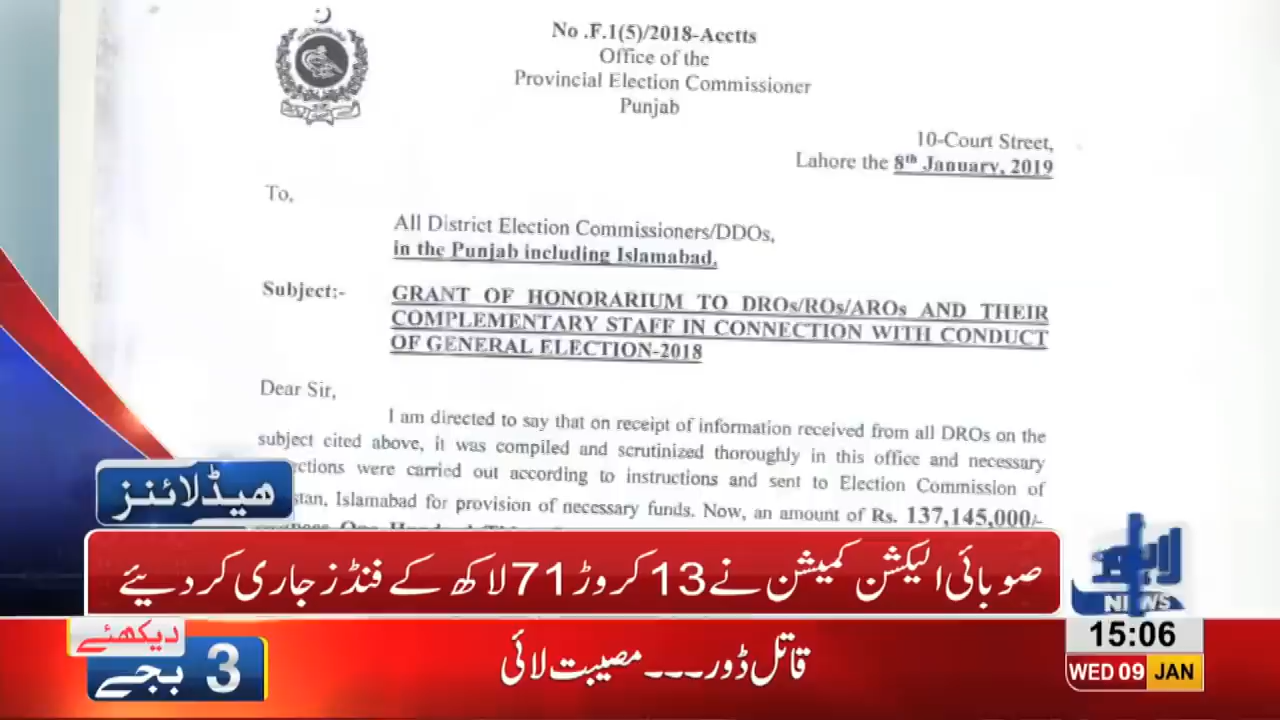 No .F.1(5)/2018-Acctts
Office of the
Provincial Election Commissioner
Punjab
10-Court Street,
Lahore the 8th January, 2019
To,
All District Election Commissioners/DDOs,
in the Punjab including Islamabad.
Subject:- GRANT OF HONORARIUM TO DROs/ROs/AROs AND THEIR
COMPLEMENTARY STAFF IN CONNECTION WITH CONDUCT
OF GENERAL ELECTION-2018
Dear Sir,
I am directed to say that on receipt of information received from all DROs on the
subject cited above, it was compiled and scrutinized thoroughly in this office and necessary
ctions were carried out according to instructions and sent to Election Commission of
stan, Islamabad for provision of necessary funds. Now, an amount of Rs. 137,145,000/-
ھیڈلائنز
صوبائی الیکشن کمیشن نے 13 کروڑ 71 لاکھ کے فنڈز جاری کر دیئے
لاہور
NEWS
دیکھئے
3 بجے
قاتل ڈور۔۔۔ مصیبت لائی
15:06
WED 09 JAN